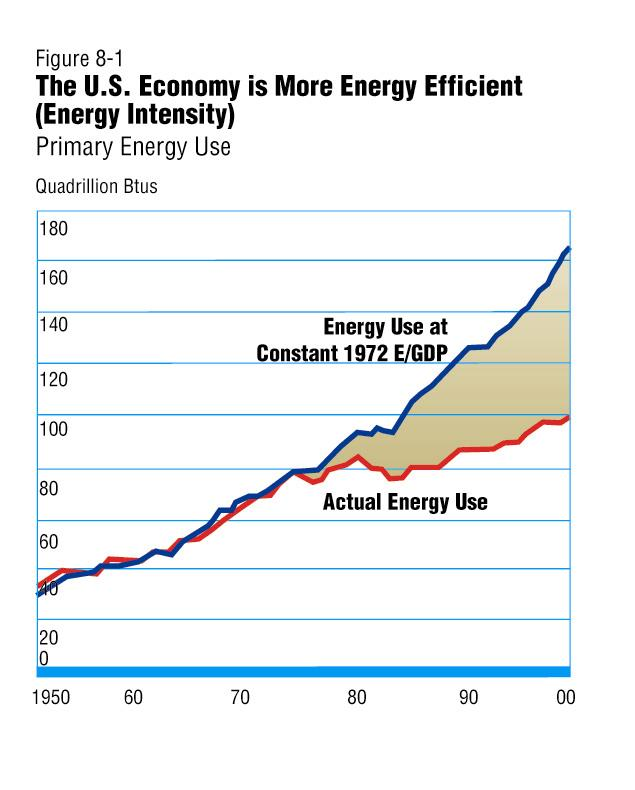 Figure 8-1
The U.S. Economy is More Energy Efficient
(Energy Intensity)
Primary Energy Use
Quadrillion Btus
180
160
140
Energy Use at
Constant 1972 E/GDP
120
100
80
Actual Energy Use
60
40
20
0
1950 60 70 80 90 00